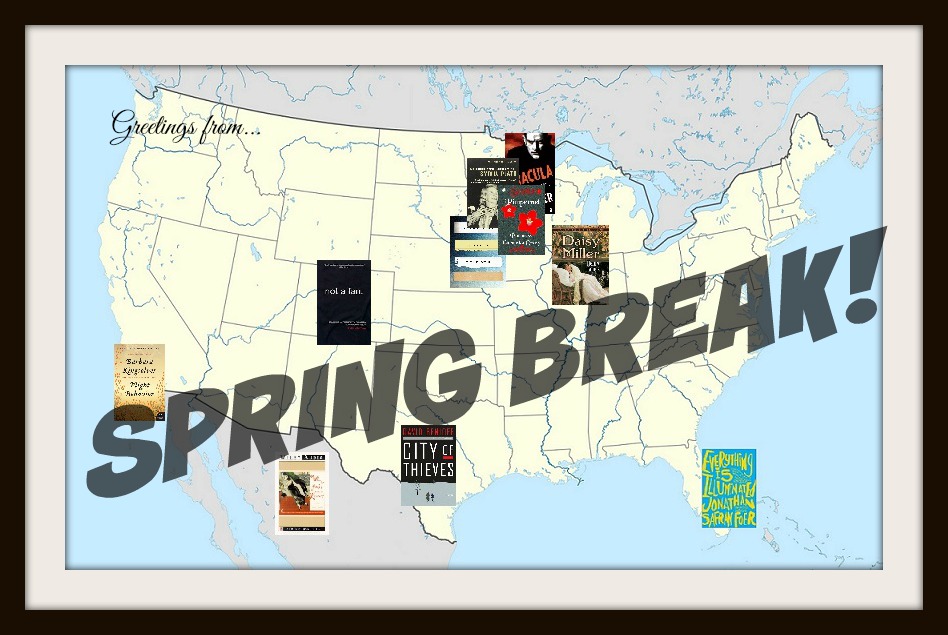 Greetings from...
ACULA
SYLVIA PLATH
Pimpernel
Daisy
Miller
not a fan.
SPRING BREAK!
Barbara
Kingsolver
Flight
Behavior
DAVID BENIOFF
CITY OF
THIEVES
EVERYTHING
IS
ILLUMINATED
JONATHAN
SAFRAN FOER